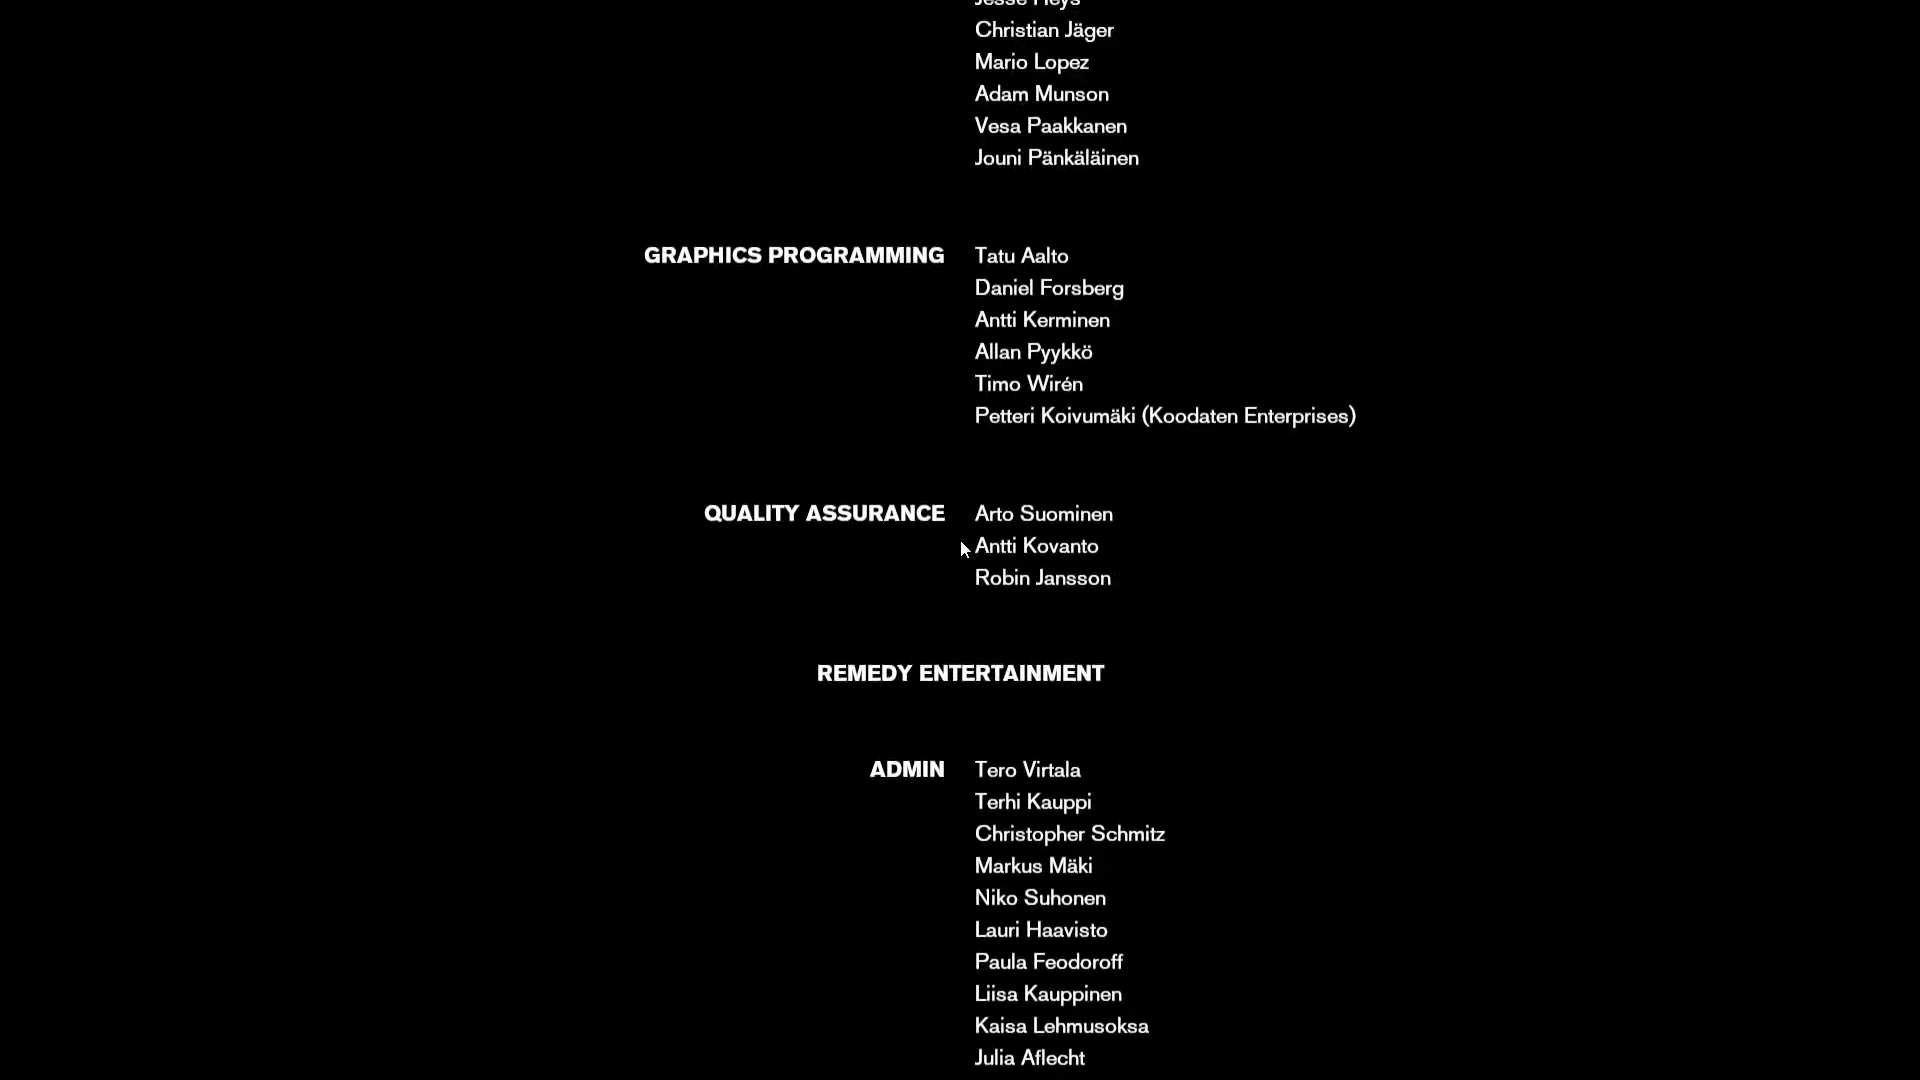 Jesse Heys
Christian Jäger
Mario Lopez
Adam Munson
Vesa Paakkanen
Jouni Pänkäläinen
GRAPHICS PROGRAMMING Tatu Aalto
Daniel Forsberg
Antti Kerminen
Allan Pyykkö
Timo Wirén
Petteri Koivumäki (Koodaten Enterprises)
QUALITY ASSURANCE Arto Suominen
Antti Kovanto
Robin Jansson
REMEDY ENTERTAINMENT
ADMIN Tero Virtala
Terhi Kauppi
Christopher Schmitz
Markus Mäki
Niko Suhonen
Lauri Haavisto
Paula Feodoroff
Liisa Kauppinen
Kaisa Lehmusoksa
Julia Aflecht